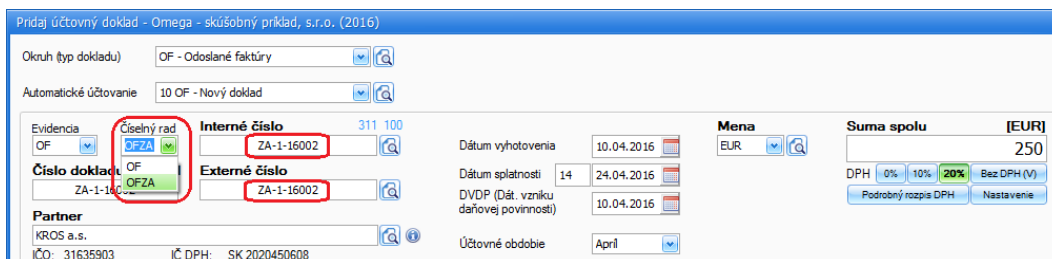 Pridaj účtovný doklad - Omega - skúšobný príklad, s.r.o. (2016)
Okruh (typ dokladu) OF - Odoslané faktúry
Automatické účtovanie 10 OF - Nový doklad
Evidencia Číselný rad Interné číslo 311 100 Mena Suma spolu [EUR]
OF OFZA ZA-1-16002 Dátum vyhotovenia 10.04.2016 EUR 250
OF
Číslo dokladu Externé číslo Dátum splatnosti 14 24.04.2016 DPH 0% 10% 20% Bez DPH (V)
OFZA
ZA-1-16002 ZA-1-16002 DVDP (Dát. vzniku daňovej povinnosti) 10.04.2016 Podrobný rozpis DPH Nastavenie
Partner
KROS a.s. Účtovné obdobie Apríl
IČO: 31635903 IČ DPH: SK 2020450608